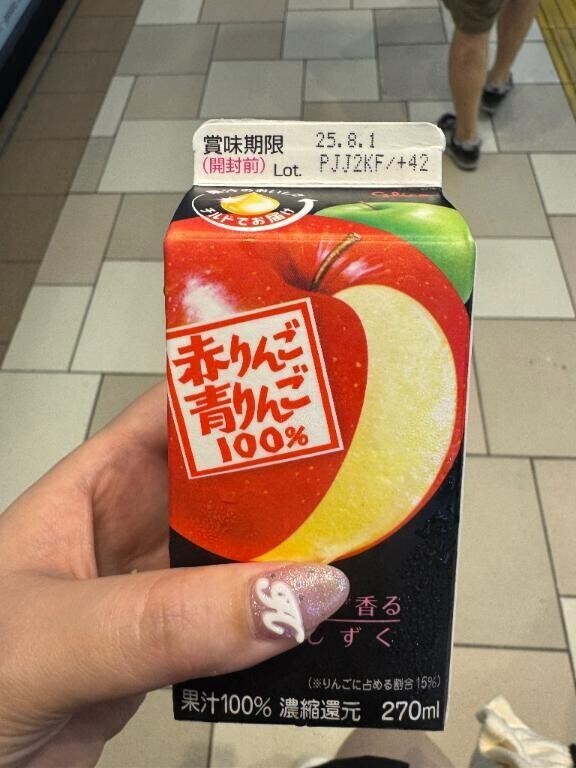 賞味期限 25.8.1
(開封前) Lot. PJJ2KF/+42
チルドでお届け
Glico
赤りんご
青りんご
100%
香る
しずく
(※りんごに占める割合15%)
果汁100% 濃縮還元 270ml